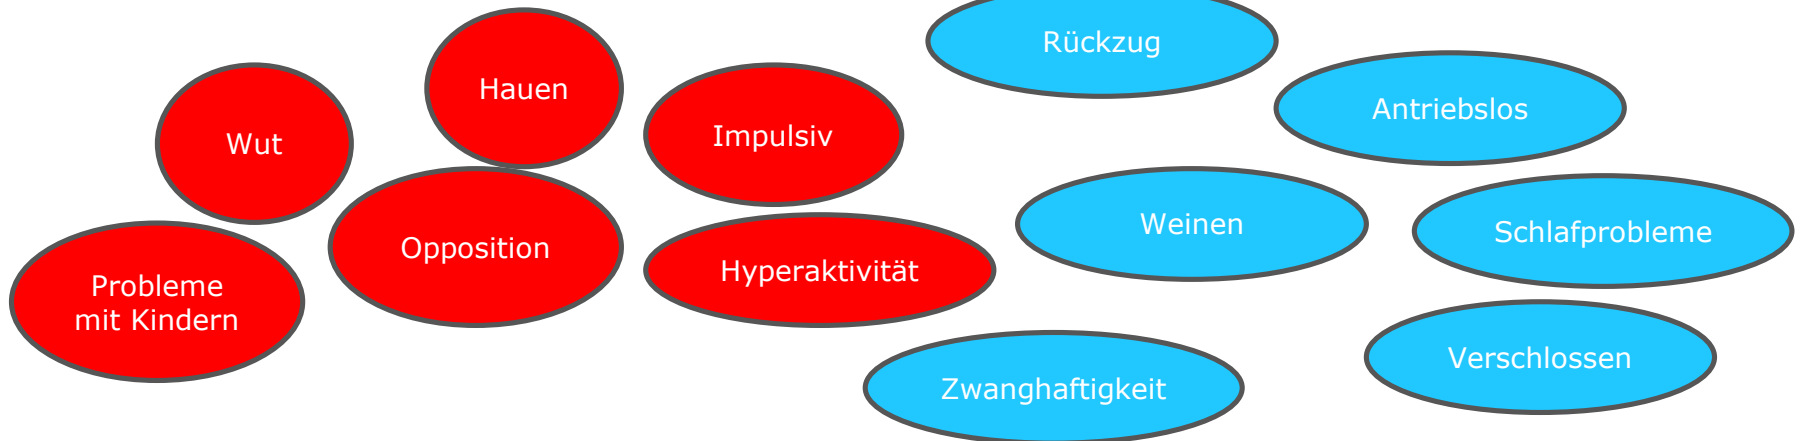 Rückzug
Hauen
Antriebslos
Impulsiv
Wut
Weinen
Schlafprobleme
Opposition
Hyperaktivität
Probleme
mit Kindern
Verschlossen
Zwanghaftigkeit